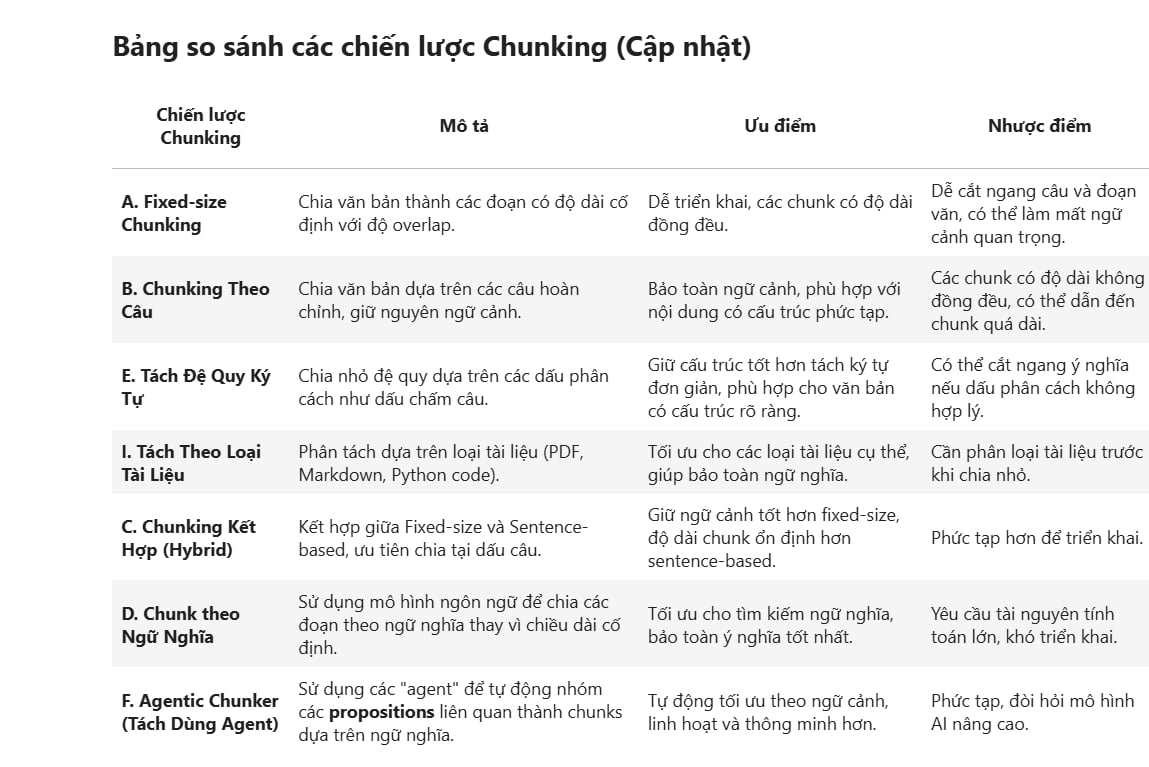 Bảng so sánh các chiến lược Chunking (Cập nhật)
Chiến lược
Chunking
Mô tả
Ưu điểm
Nhược điểm
A. Fixed-size
Chunking
Chia văn bản thành các đoạn có độ dài cố
định với độ overlap.
Dễ triển khai, các chunk có độ dài
đồng đều.
Dễ cắt ngang câu và đoạn
văn, có thể làm mất ngữ
cảnh quan trọng.
B. Chunking Theo
Câu
Chia văn bản dựa trên các câu hoàn
chỉnh, giữ nguyên ngữ cảnh.
Bảo toàn ngữ cảnh, phù hợp với
nội dung có cấu trúc phức tạp.
Các chunk có độ dài không
đồng đều, có thể dẫn đến
chunk quá dài.
E. Tách Đệ Quy Ký
Tự
Chia nhỏ đệ quy dựa trên các dấu phân
cách như dấu chấm câu.
Giữ cấu trúc tốt hơn tách ký tự
đơn giản, phù hợp cho văn bản
có cấu trúc rõ ràng.
Có thể cắt ngang ý nghĩa
nếu dấu phân cách không
hợp lý.
I. Tách Theo Loại
Tài Liệu
Phân tách dựa trên loại tài liệu (PDF,
Markdown, Python code).
Tối ưu cho các loại tài liệu cụ thể,
giúp bảo toàn ngữ nghĩa.
Cần phân loại tài liệu trước
khi chia nhỏ.
C. Chunking Kết
Hợp (Hybrid)
Kết hợp giữa Fixed-size và Sentence-
based, ưu tiên chia tại dấu câu.
Giữ ngữ cảnh tốt hơn fixed-size,
độ dài chunk ổn định hơn
sentence-based.
Phức tạp hơn để triển khai.
D. Chunk theo
Ngữ Nghĩa
Sử dụng mô hình ngôn ngữ để chia các
đoạn theo ngữ nghĩa thay vì chiều dài cố
định.
Tối ưu cho tìm kiếm ngữ nghĩa,
bảo toàn ý nghĩa tốt nhất.
Yêu cầu tài nguyên tính
toán lớn, khó triển khai.
F. Agentic Chunker
(Tách Dùng Agent)
Sử dụng các "agent" để tự động nhóm
các propositions liên quan thành chunks
dựa trên ngữ nghĩa.
Tự động tối ưu theo ngữ cảnh,
linh hoạt và thông minh hơn.
Phức tạp, đòi hỏi mô hình
AI nâng cao.